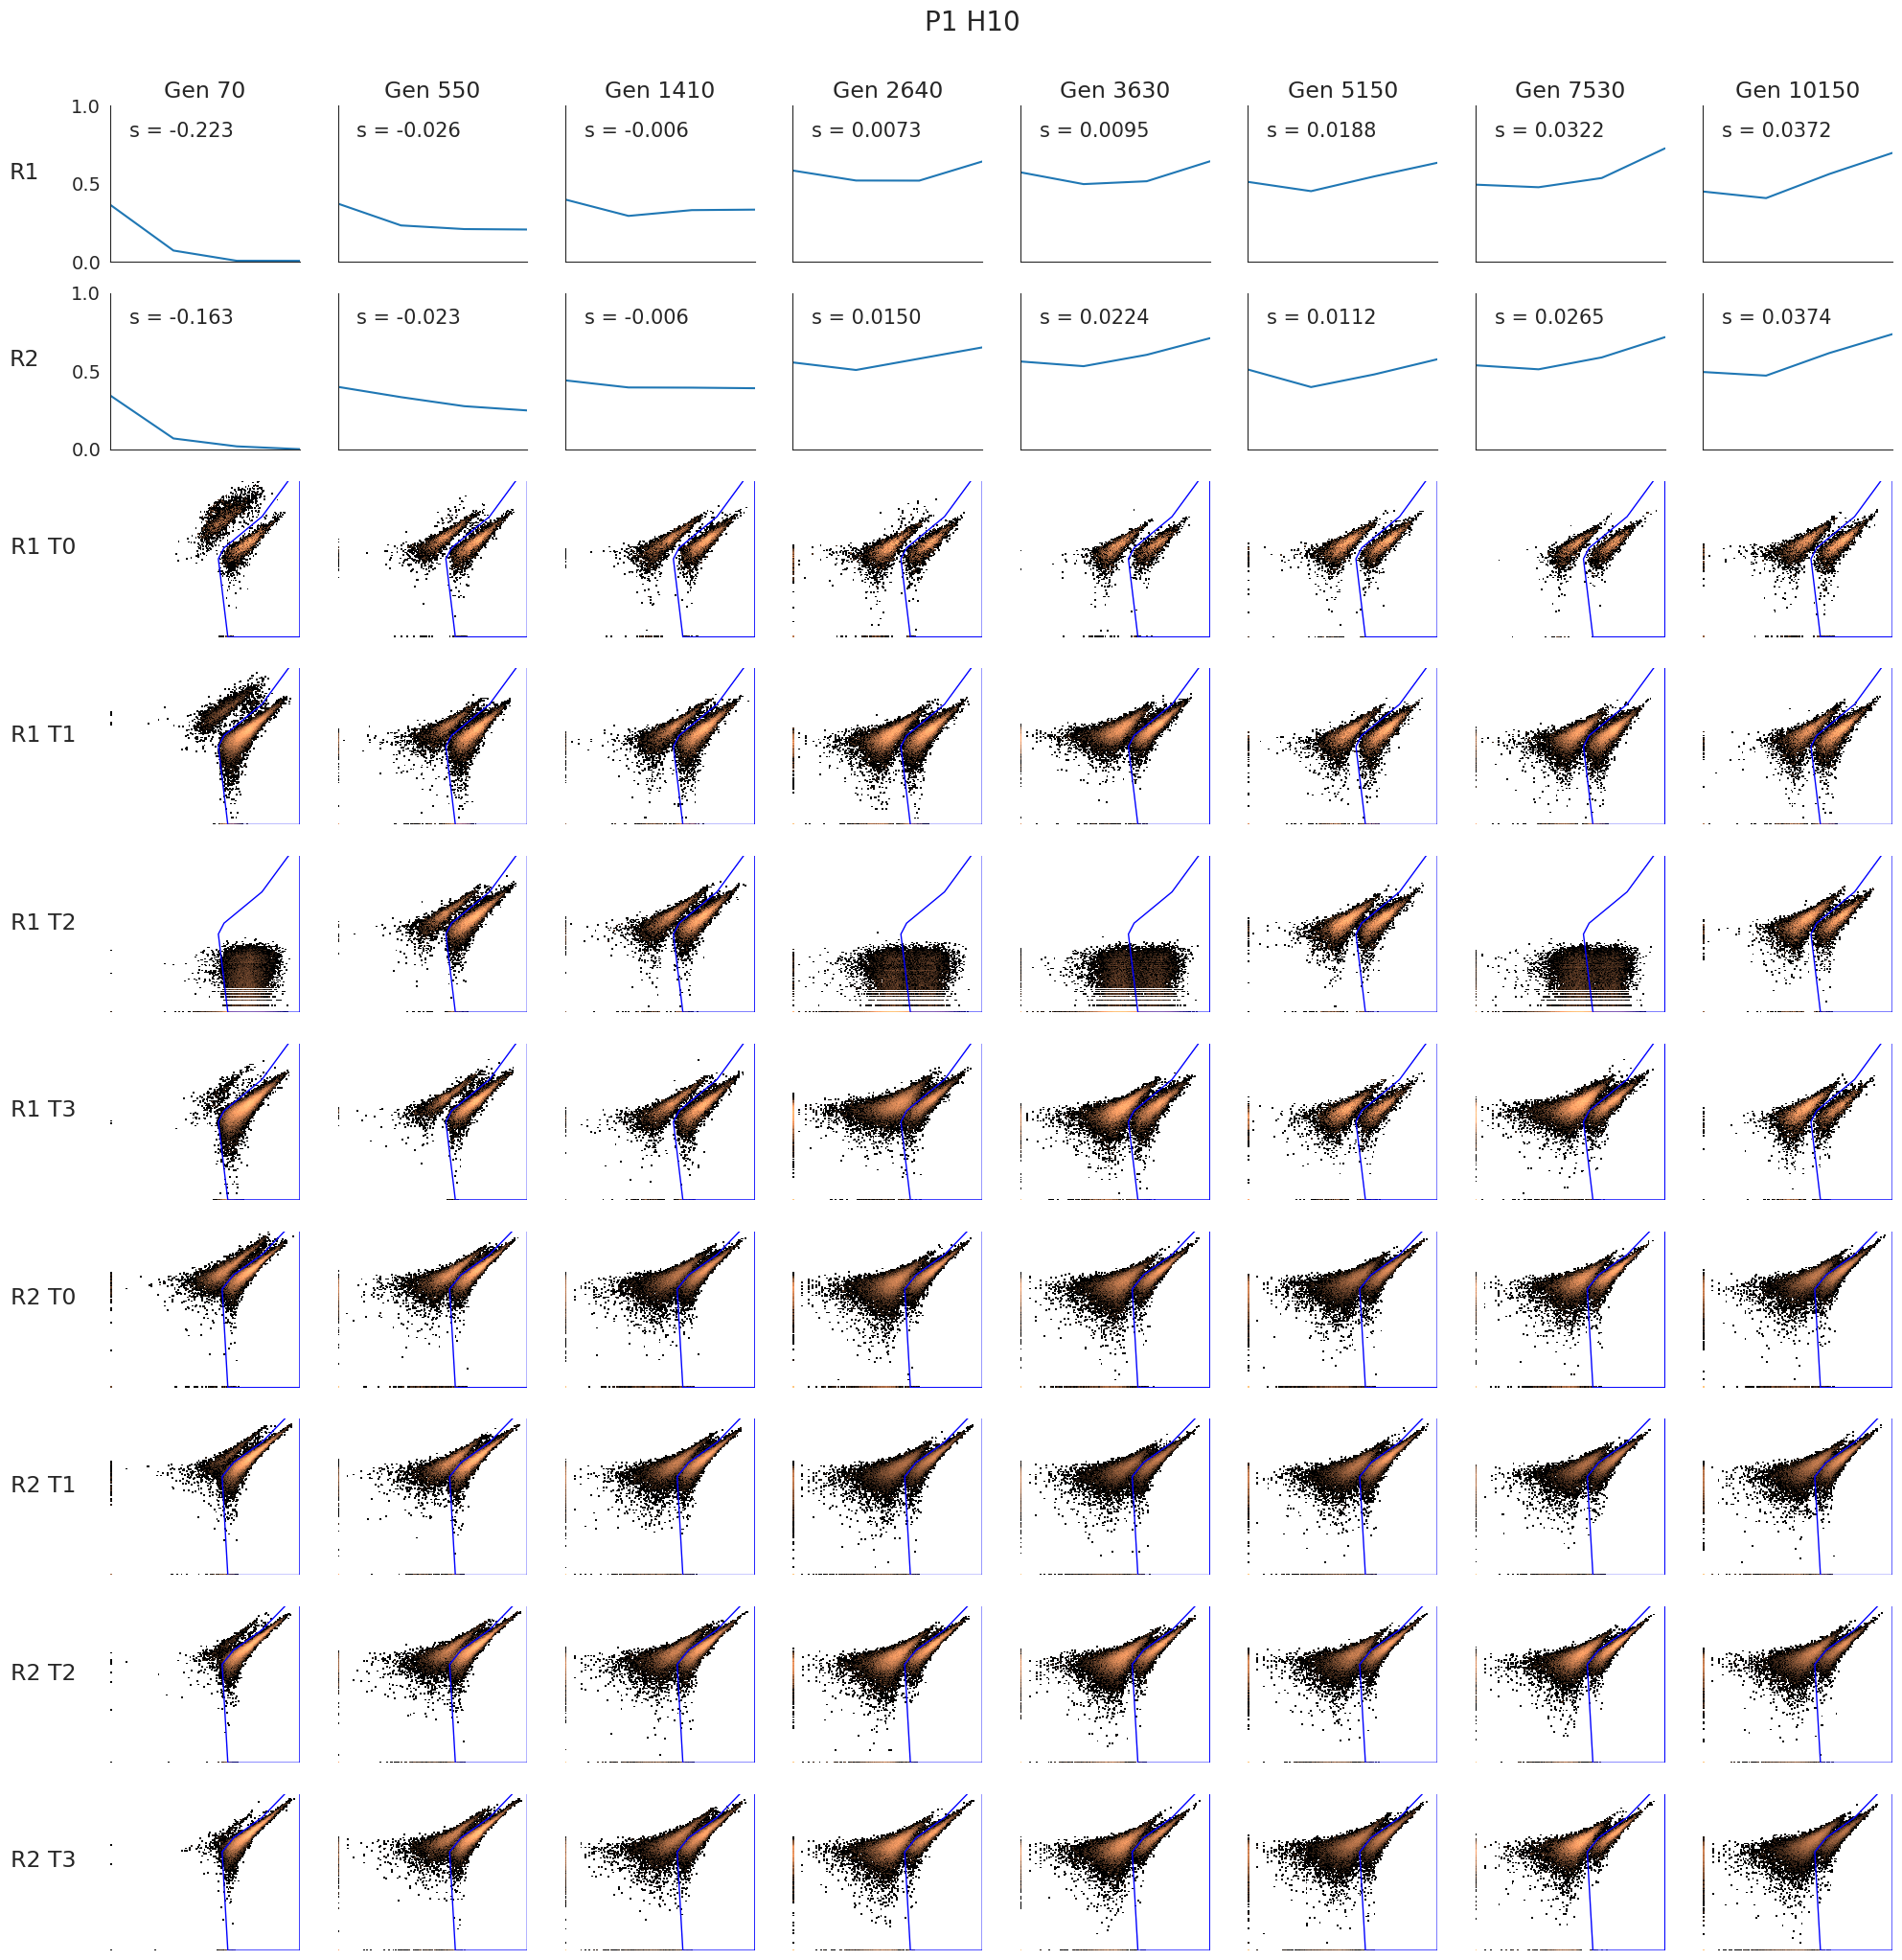 P1 H10
Gen 70 Gen 550 Gen 1410 Gen 2640 Gen 3630 Gen 5150 Gen 7530 Gen 10150
1.0
s = -0.223 s = -0.026 s = -0.006 s = 0.0073 s = 0.0095 s = 0.0188 s = 0.0322 s = 0.0372
R1
0.5
0.0
1.0
s = -0.163 s = -0.023 s = -0.006 s = 0.0150 s = 0.0224 s = 0.0112 s = 0.0265 s = 0.0374
R2
0.5
0.0
R1 T0
R1 T1
R1 T2
R1 T3
R2 T0
R2 T1
R2 T2
R2 T3